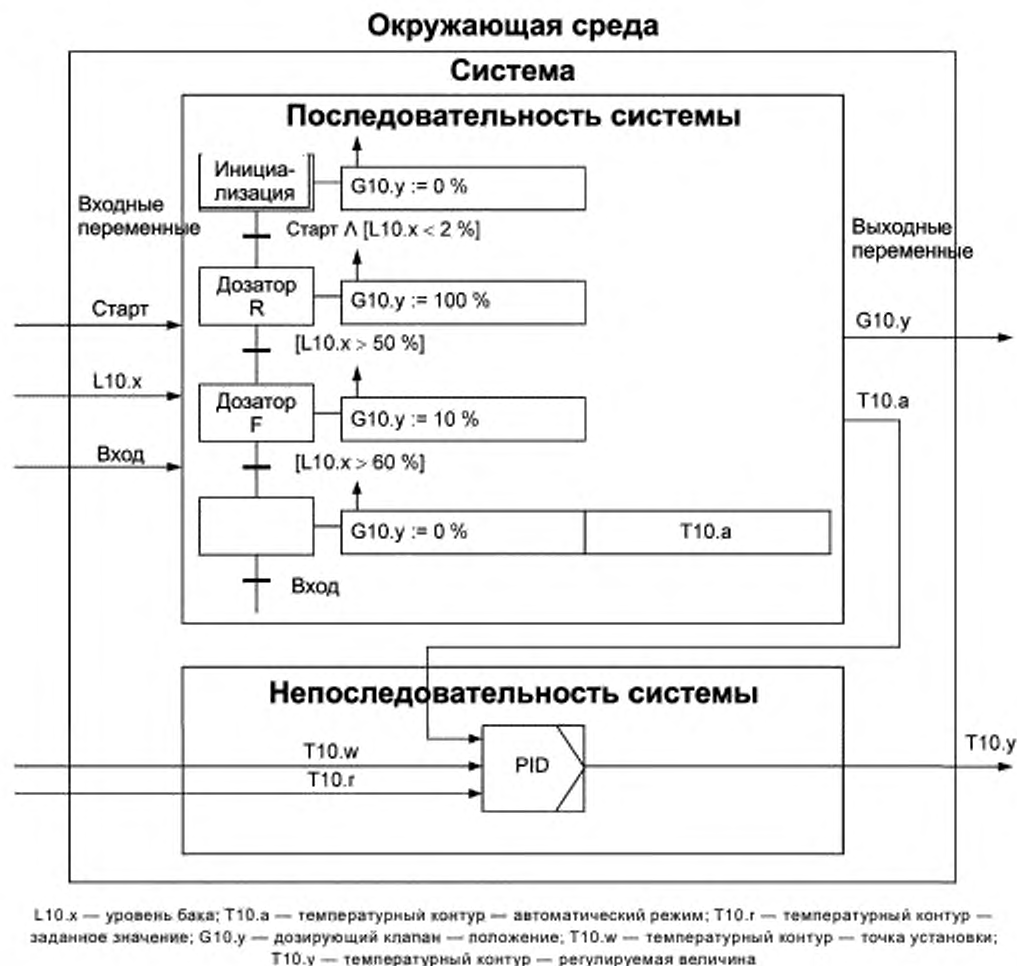 Окружающая среда
Система
Последовательность системы
Инициа-
лизация
G10.y := 0 %
Входные
переменные
Старт Λ [L10.x < 2 %]
Выходные
переменные
Дозатор
R
G10.y := 100 %
Старт
G10.y
[L10.x > 50 %]
L10.x
Дозатор
F
G10.y := 10 %
T10.a
Вход
[L10.x > 60 %]
G10.y := 0 %
T10.a
Вход
Непоследовательность системы
T10.w
PID
T10.y
T10.r
L10.x — уровень бака; T10.a — температурный контур — автоматический режим; T10.r — температурный контур —
заданное значение; G10.y — дозирующий клапан — положение; T10.w — температурный контур — точка установки;
T10.y — температурный контур — регулируемая величина